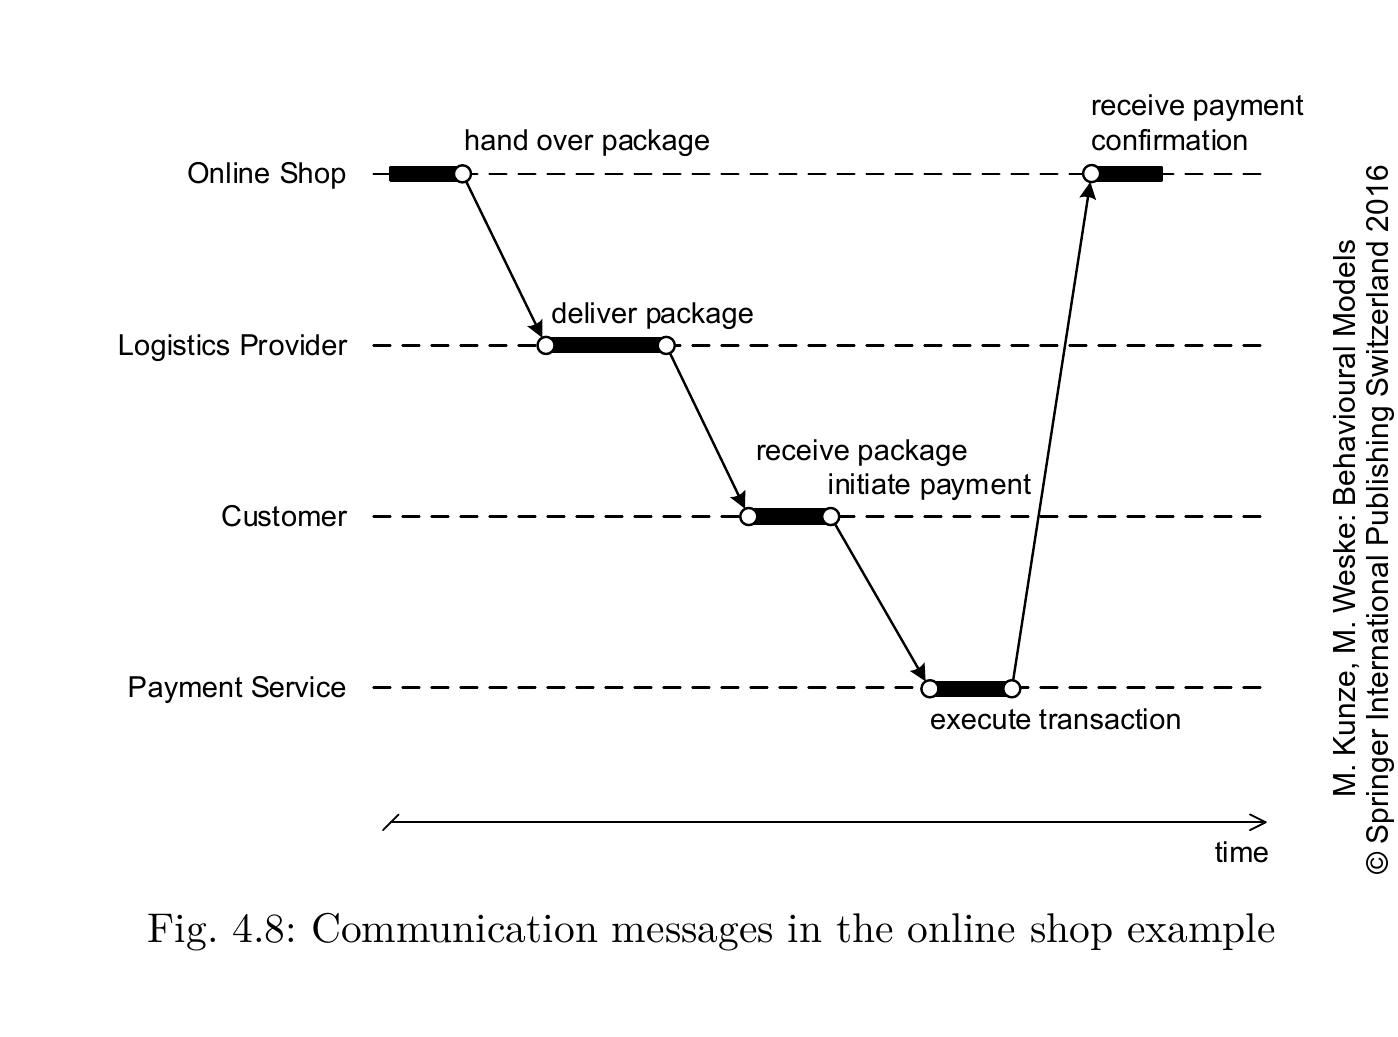 receive payment
confirmation
hand over package
Online Shop
deliver package
Logistics Provider
receive package
initiate payment
Customer
Payment Service
execute transaction
time
M. Kunze, M. Weske: Behavioural Models
© Springer International Publishing Switzerland 2016
Fig. 4.8: Communication messages in the online shop example